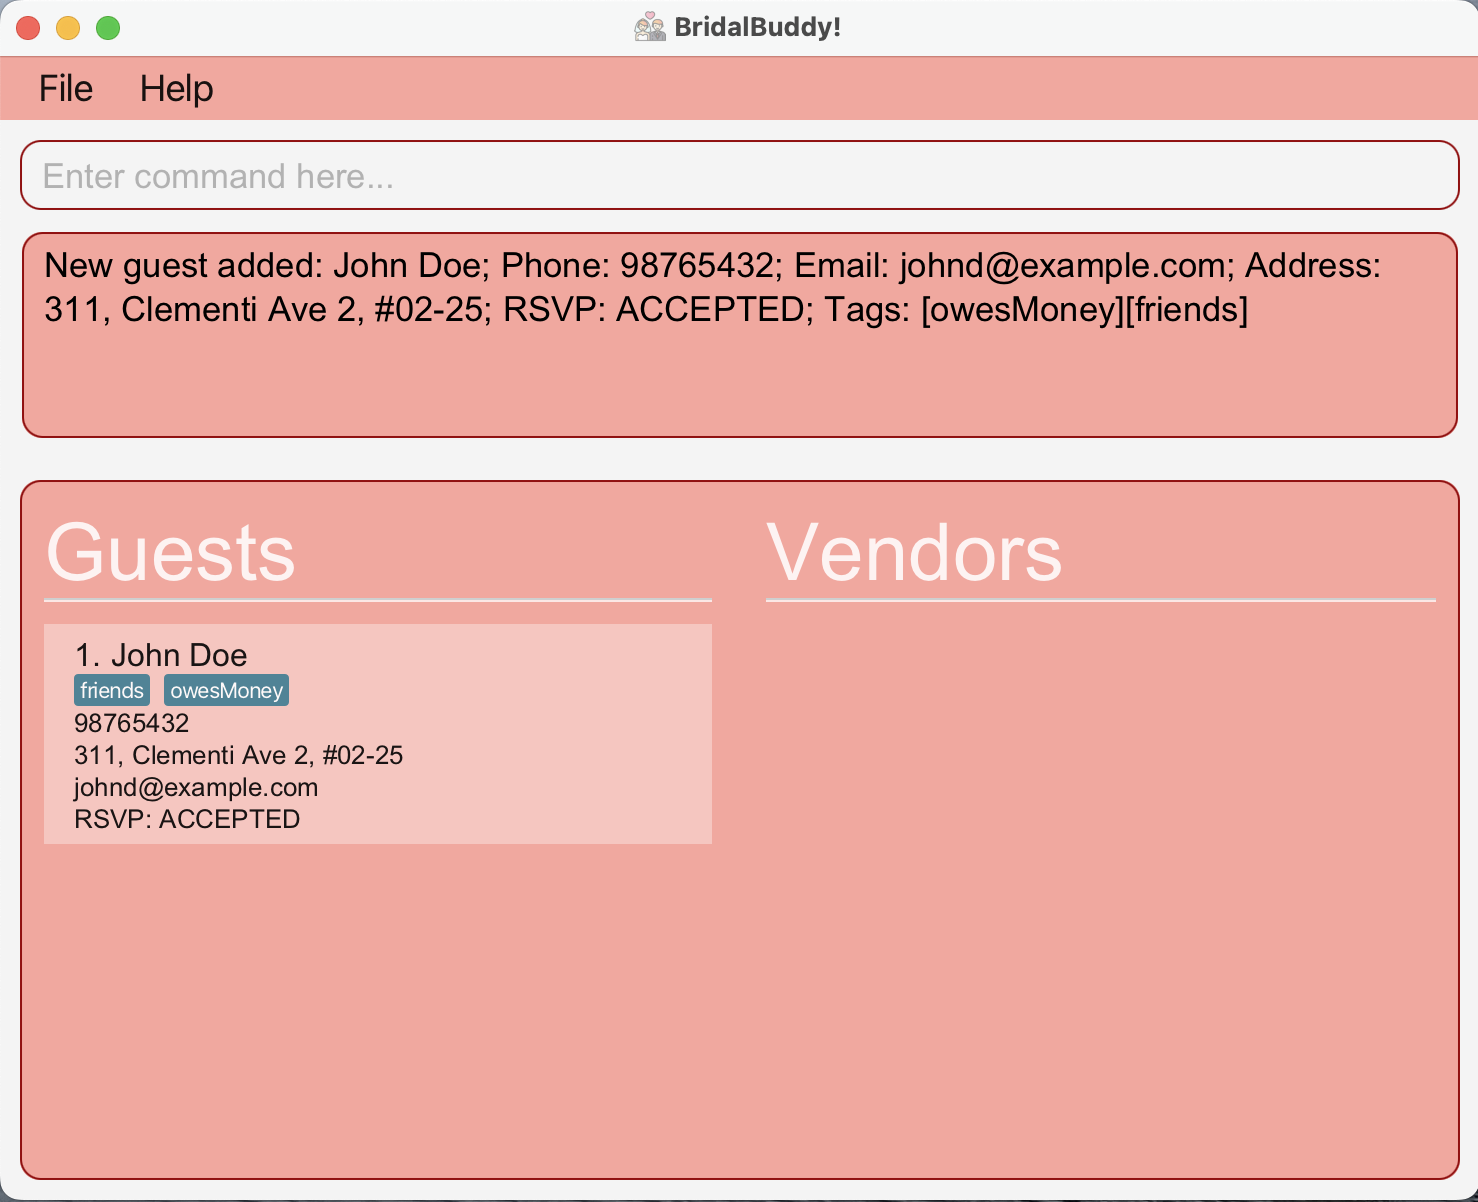 BridalBuddy!
File Help
Enter command here...
New guest added: John Doe; Phone: 98765432; Email: johnd@example.com; Address:
311, Clementi Ave 2, #02-25; RSVP: ACCEPTED; Tags: [owesMoney][friends]
Guests
Vendors
1. John Doe
friends owesMoney
98765432
311, Clementi Ave 2, #02-25
johnd@example.com
RSVP: ACCEPTED